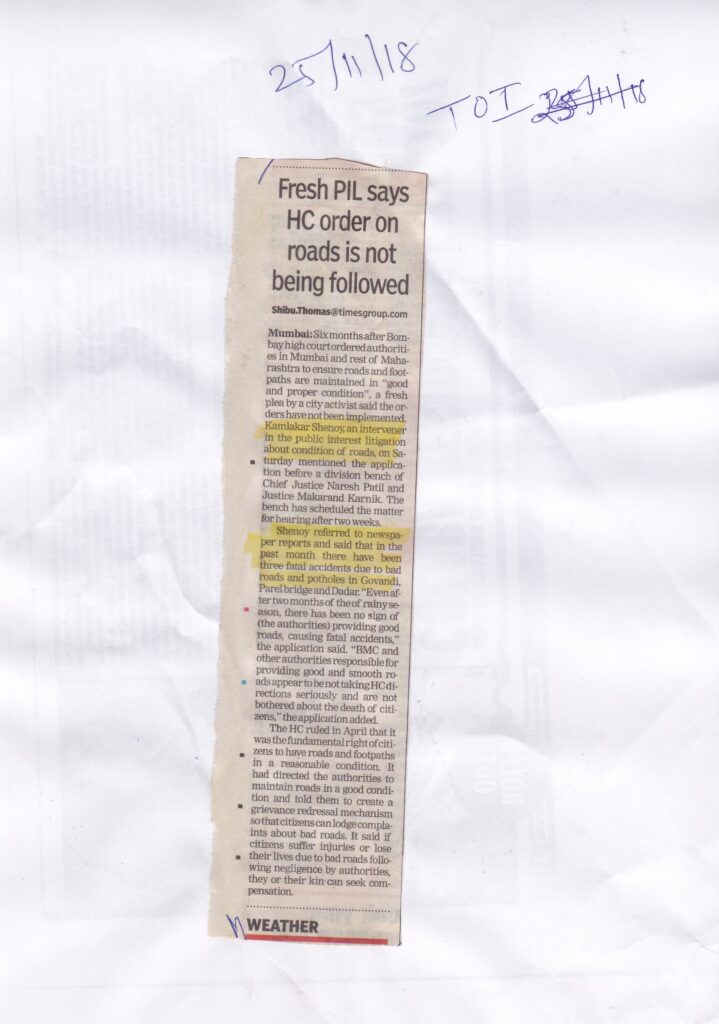 25/11/18
TOI 25/11/18
Fresh PIL says
HC order on
roads is not
being followed
Shibu.Thomas@timesgroup.com
Mumbai: Six months after Bom-
bay high court ordered authoriti-
es in Mumbai and rest of Maha-
rashtra to ensure roads and foot-
paths are maintained in "good
and proper condition", a fresh
plea by a city activist said the or-
ders have not been implemented.
Kamlakar Shenoy, an intervener
in the public interest litigation
about condition of roads, on Sa-
turday mentioned the applica-
tion before a division bench of
Chief Justice Naresh Patil and
Justice Makarand Karnik. The
bench has scheduled the matter
for hearing after two weeks.
Shenoy referred to newspa-
per reports and said that in the
past month there have been
three fatal accidents due to bad
roads and potholes in Govandi,
Parel bridge and Dadar. "Even af-
ter two months of the of rainy se-
ason, there has been no sign of
(the authorities) providing good
roads, causing fatal accidents,"
the application said. "BMC and
other authorities responsible for
providing good and smooth ro-
ads appear to be not taking HC di-
rections seriously and are not
bothered about the death of citi-
zens," the application added.
The HC ruled in April that it
was the fundamental right of citi-
zens to have roads and footpaths
in a reasonable condition. It
had directed the authorities to
maintain roads in a good condi-
tion and told them to create a
grievance redressal mechanism
so that citizens can lodge compla-
ints about bad roads. It said if
citizens suffer injuries or lose
their lives due to bad roads follo-
wing negligence by authorities,
they or their kin can seek com-
pensation.
WEATHER